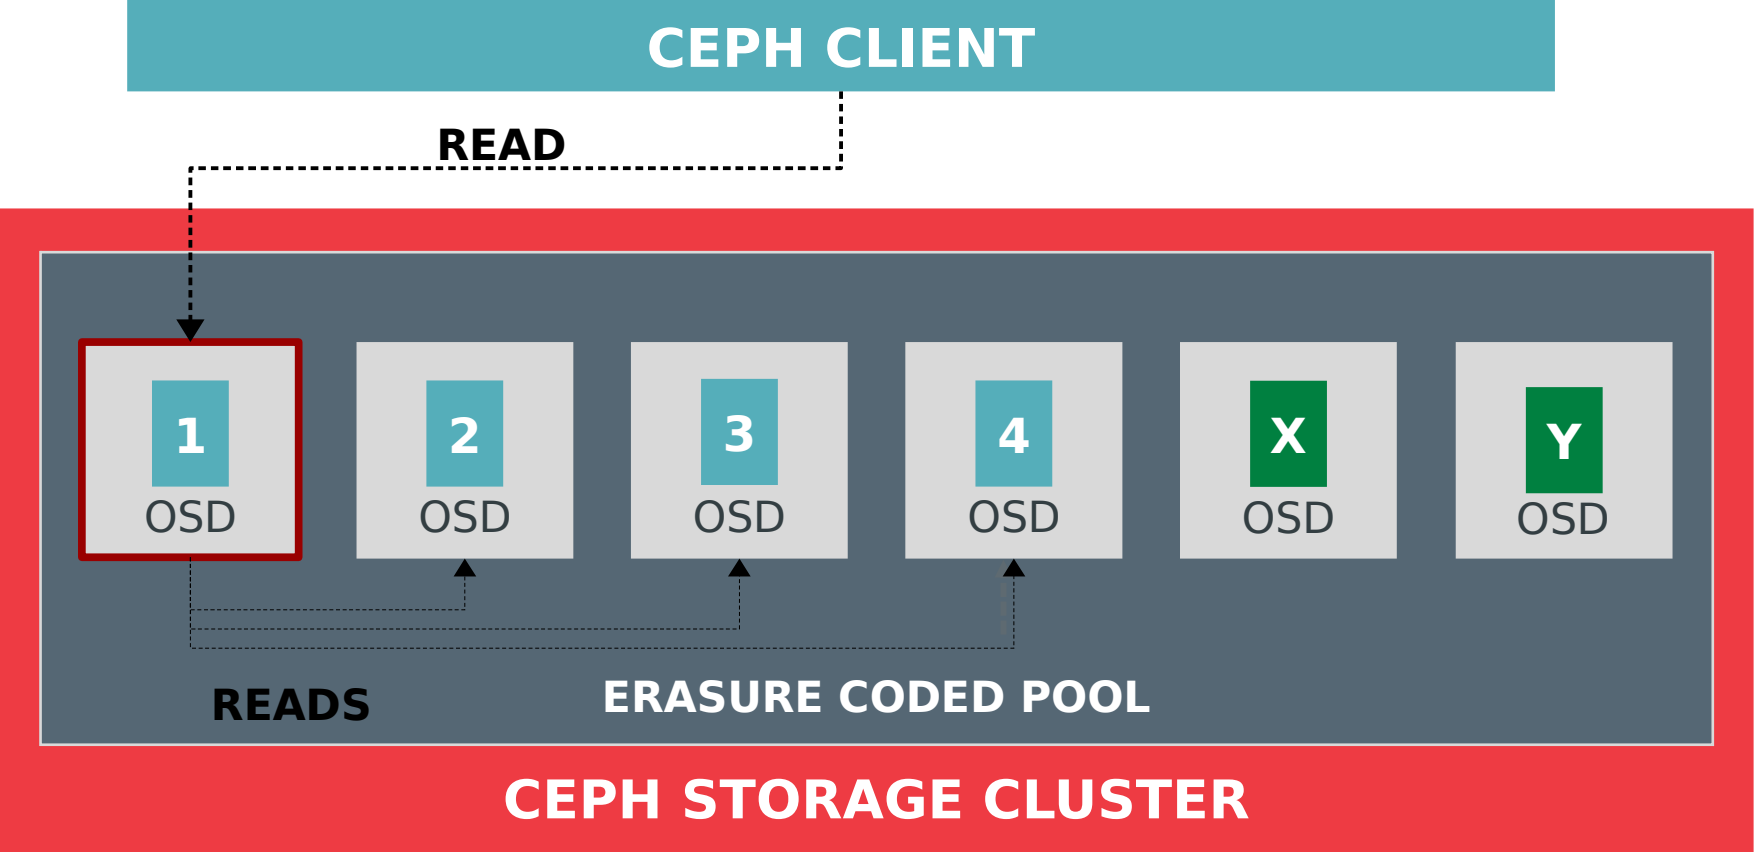 CEPH CLIENT
READ
1
OSD
2
OSD
3
OSD
4
OSD
X
OSD
Y
OSD
READS
ERASURE CODED POOL
CEPH STORAGE CLUSTER